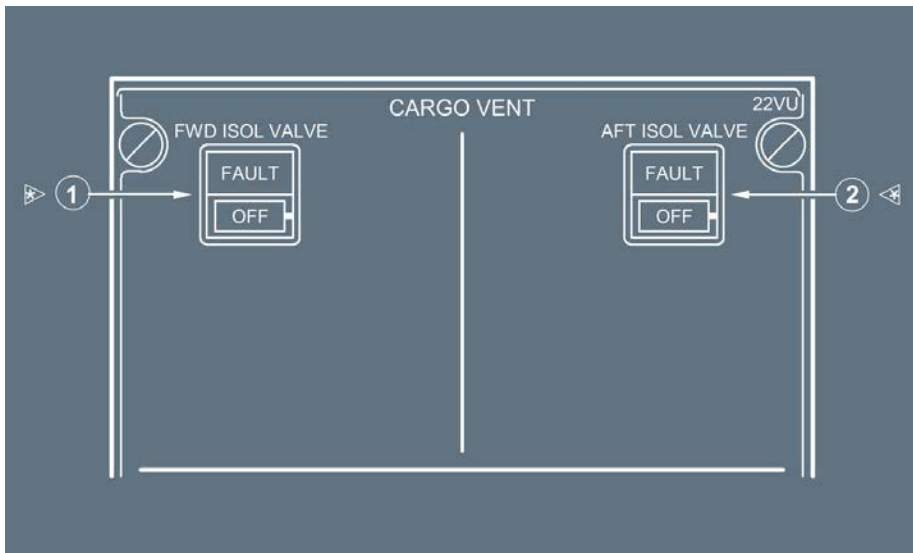 CARGO VENT
22VU
FWD ISOL VALVE
AFT ISOL VALVE
FAULT
FAULT
1
2
OFF
OFF